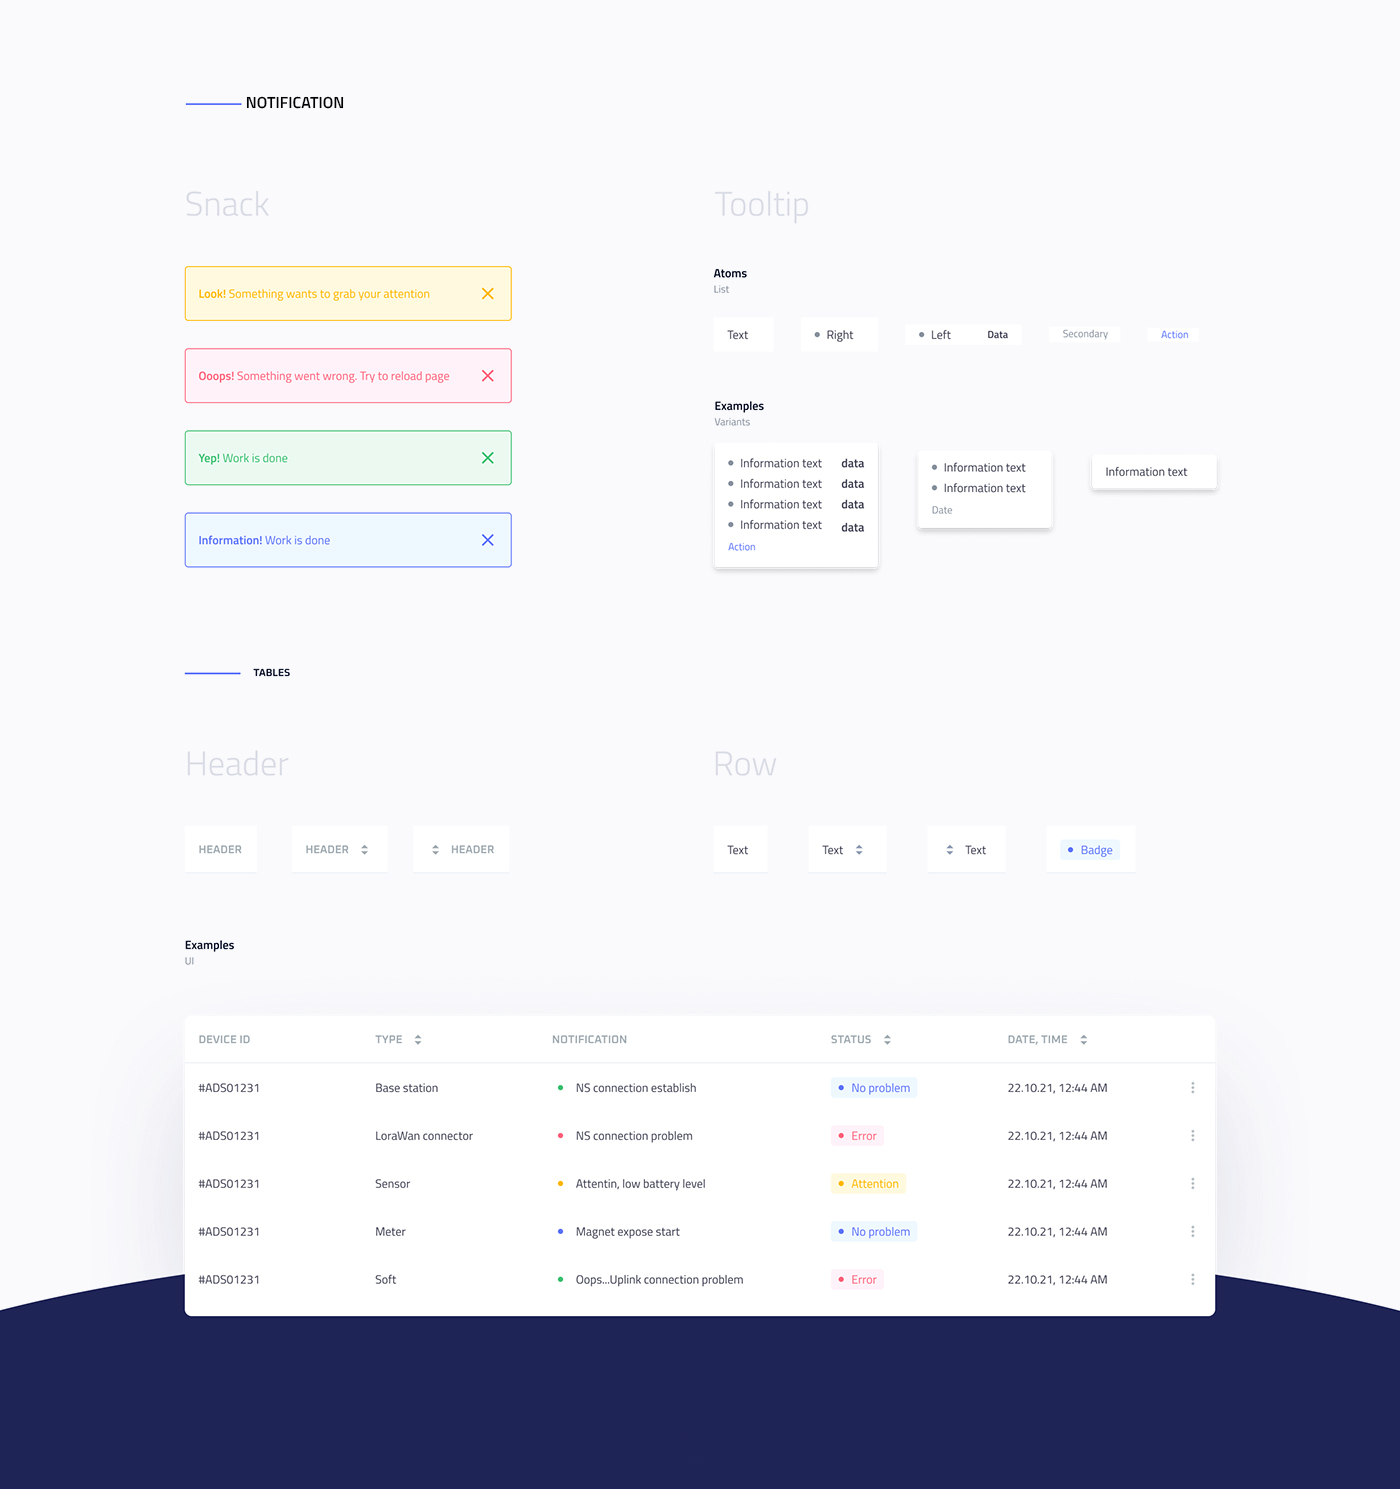 NOTIFICATION
Snack
Look! Something wants to grab your attention
Ooops! Something went wrong. Try to reload page
Yep! Work is done
Information! Work is done
Tooltip
Atoms
List
Text Right Left Data Secondary Action
Examples
Variants
Information text data
Information text data
Information text data
Information text data
Action
Information text
Information text
Date
Information text
TABLES
Header
HEADER HEADER HEADER
Row
Text Text Text Badge
Examples
UI
DEVICE ID TYPE NOTIFICATION STATUS DATE, TIME
#ADS01231 Base station NS connection establish No problem 22.10.21, 12:44 AM
#ADS01231 LoraWan connector NS connection problem Error 22.10.21, 12:44 AM
#ADS01231 Sensor Attentin, low battery level Attention 22.10.21, 12:44 AM
#ADS01231 Meter Magnet expose start No problem 22.10.21, 12:44 AM
#ADS01231 Soft Oops...Uplink connection problem Error 22.10.21, 12:44 AM